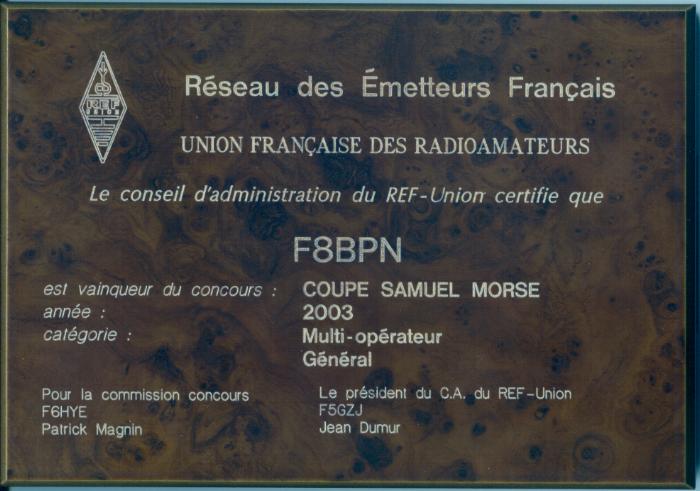 REF
UNION
Réseau des Émetteurs Français
UNION FRANÇAISE DES RADIOAMATEURS
Le conseil d'administration du REF-Union certifie que
F8BPN
est vainqueur du concours : COUPE SAMUEL MORSE
année : 2003
catégorie : Multi-opérateur
Général
Pour la commission concours
F6HYE
Patrick Magnin
Le président du C.A. du REF-Union
F5GZJ
Jean Dumur